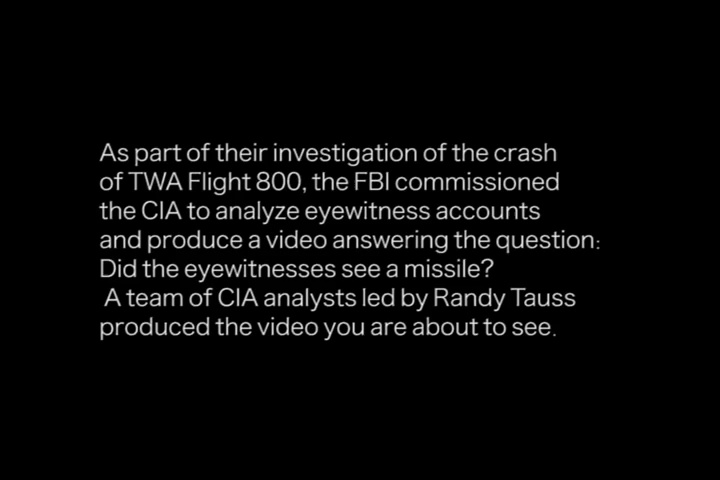 As part of their investigation of the crash
of TWA Flight 800, the FBI commissioned
the CIA to analyze eyewitness accounts
and produce a video answering the question:
Did the eyewitnesses see a missile?
A team of CIA analysts led by Randy Tauss
produced the video you are about to see.